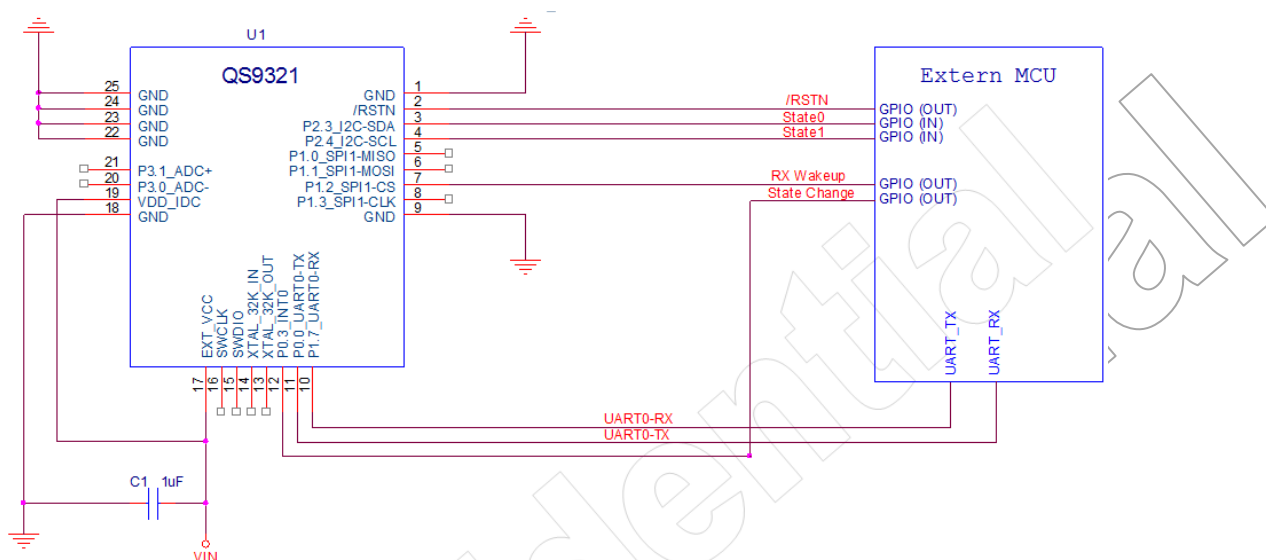 U1
QS9321
Extern MCU
25 GND
24 GND
23 GND
22 GND
21 P3.1_ADC+
20 P3.0_ADC-
19 VDD_IDC
18 GND
GND 1
/RSTN 2
P2.3_I2C-SDA 3
P2.4_I2C-SCL 4
P1.0_SPI1-MISO 5
P1.1_SPI1-MOSI 6
P1.2_SPI1-CS 7
P1.3_SPI1-CLK 8
GND 9
/RSTN
State0
State1
RX Wakeup
State Change
GPIO (OUT)
GPIO (IN)
GPIO (IN)
GPIO (OUT)
GPIO (OUT)
EXT_VCC 17
SWCLK 16
SWDIO 15
XTAL_32K_IN 14
XTAL_32K_OUT 13
P0.3_INT0 12
P0.0_UART0-TX 11
P1.7_UART0-RX 10
UART_TX
UART_RX
UART0-RX
UART0-TX
C1 1uF
VIN